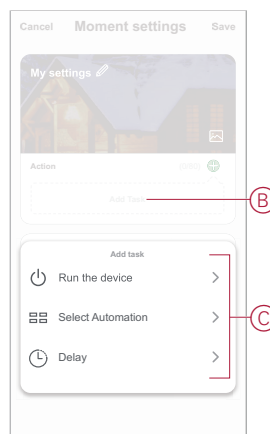 Cancel Moment settings Save
My settings
Action
Add Task
B
Add task
Run the device
Select Automation
C
Delay